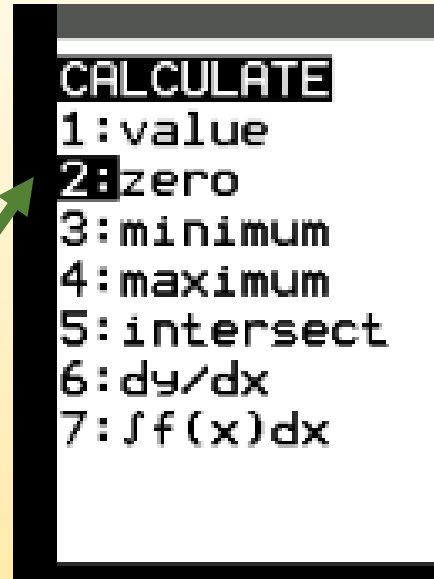 CALCULATE
1:value
2:zero
3:minimum
4:maximum
5:intersect
6:dy/dx
7:∫f(x)dx